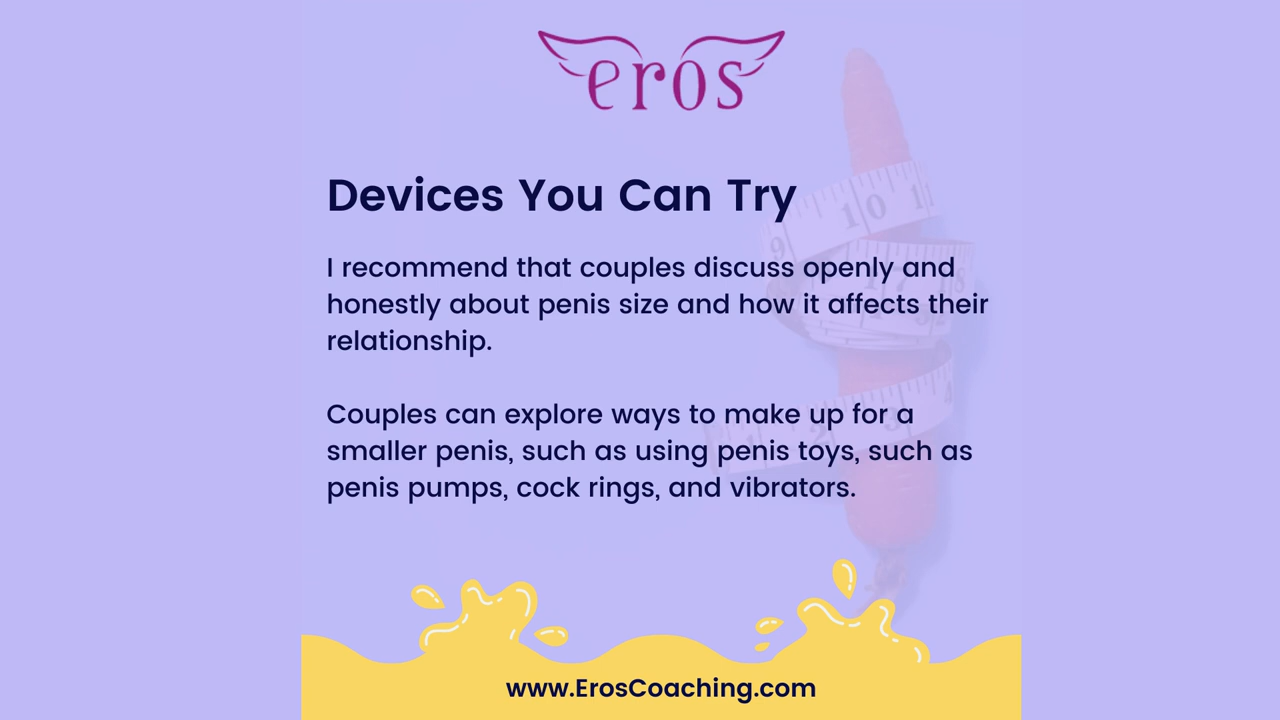 eros
Devices You Can Try
I recommend that couples discuss openly and
honestly about penis size and how it affects their
relationship.
Couples can explore ways to make up for a
smaller penis, such as using penis toys, such as
penis pumps, cock rings, and vibrators.
www.ErosCoaching.com